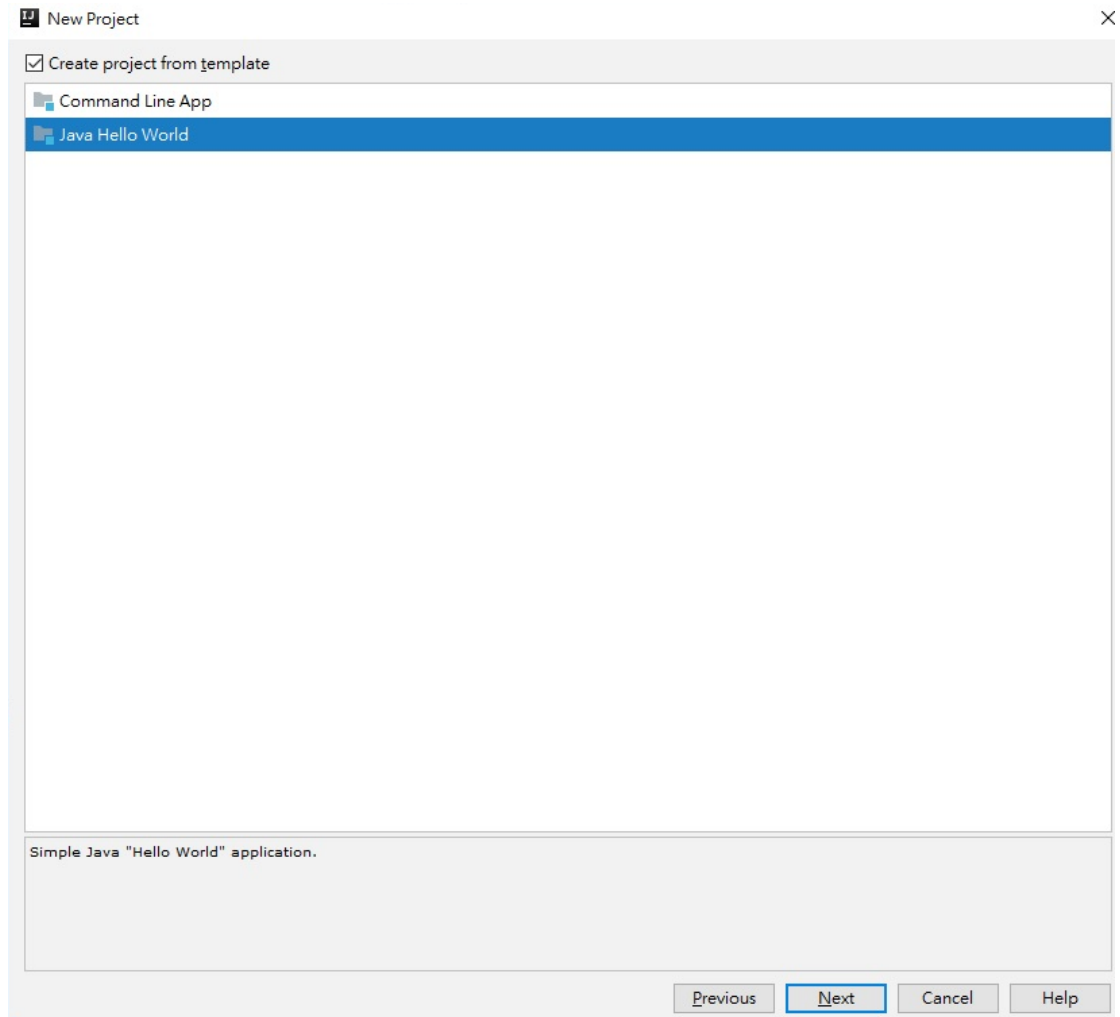 IJ New Project
Create project from template
Command Line App
Java Hello World
Simple Java "Hello World" application.
Previous Next Cancel Help